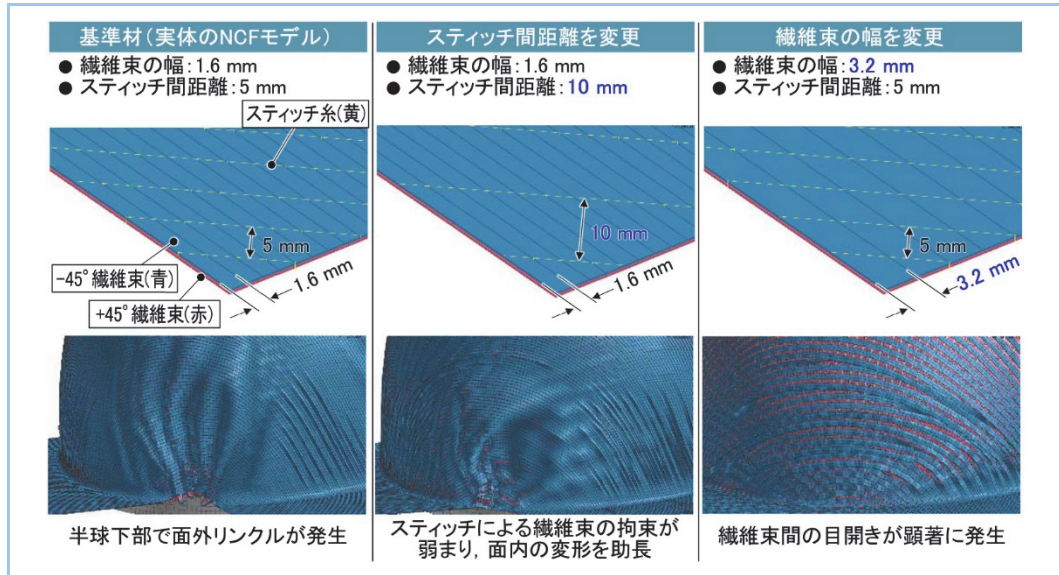 基準材(実体のNCFモデル)
● 繊維束の幅:1.6 mm
● スティッチ間距離:5 mm
スティッチ糸(黄)
5 mm
1.6 mm
−45°繊維束(青)
+45°繊維束(赤)
半球下部で面外リンクルが発生
スティッチ間距離を変更
● 繊維束の幅:1.6 mm
● スティッチ間距離:10 mm
10 mm
1.6 mm
スティッチによる繊維束の拘束が
弱まり,面内の変形を助長
繊維束の幅を変更
● 繊維束の幅:3.2 mm
● スティッチ間距離:5 mm
5 mm
3.2 mm
繊維束間の目開きが顕著に発生